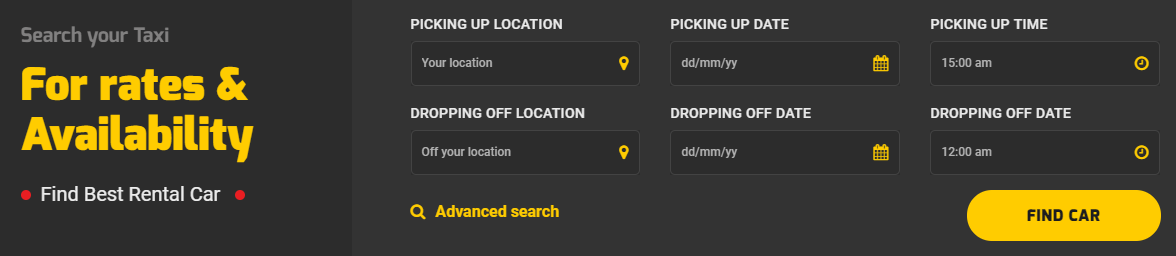 Search your Taxi
For rates &
Availability
Find Best Rental Car
PICKING UP LOCATION
Your location
PICKING UP DATE
dd/mm/yy
PICKING UP TIME
15:00 am
DROPPING OFF LOCATION
Off your location
DROPPING OFF DATE
dd/mm/yy
DROPPING OFF DATE
12:00 am
Advanced search
FIND CAR